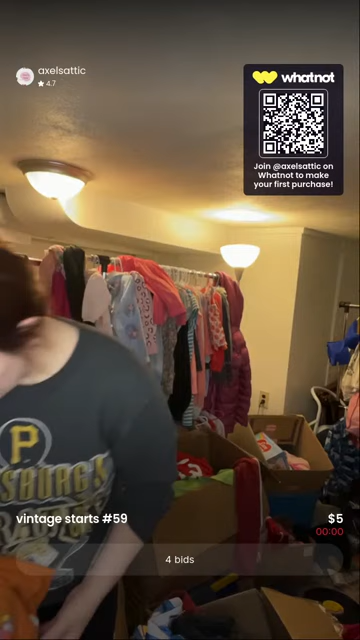 axelsattic
4.7
whatnot
Join @axelsattic on
Whatnot to make
your first purchase!
P
vintage starts #59
$5
00:00
4 bids